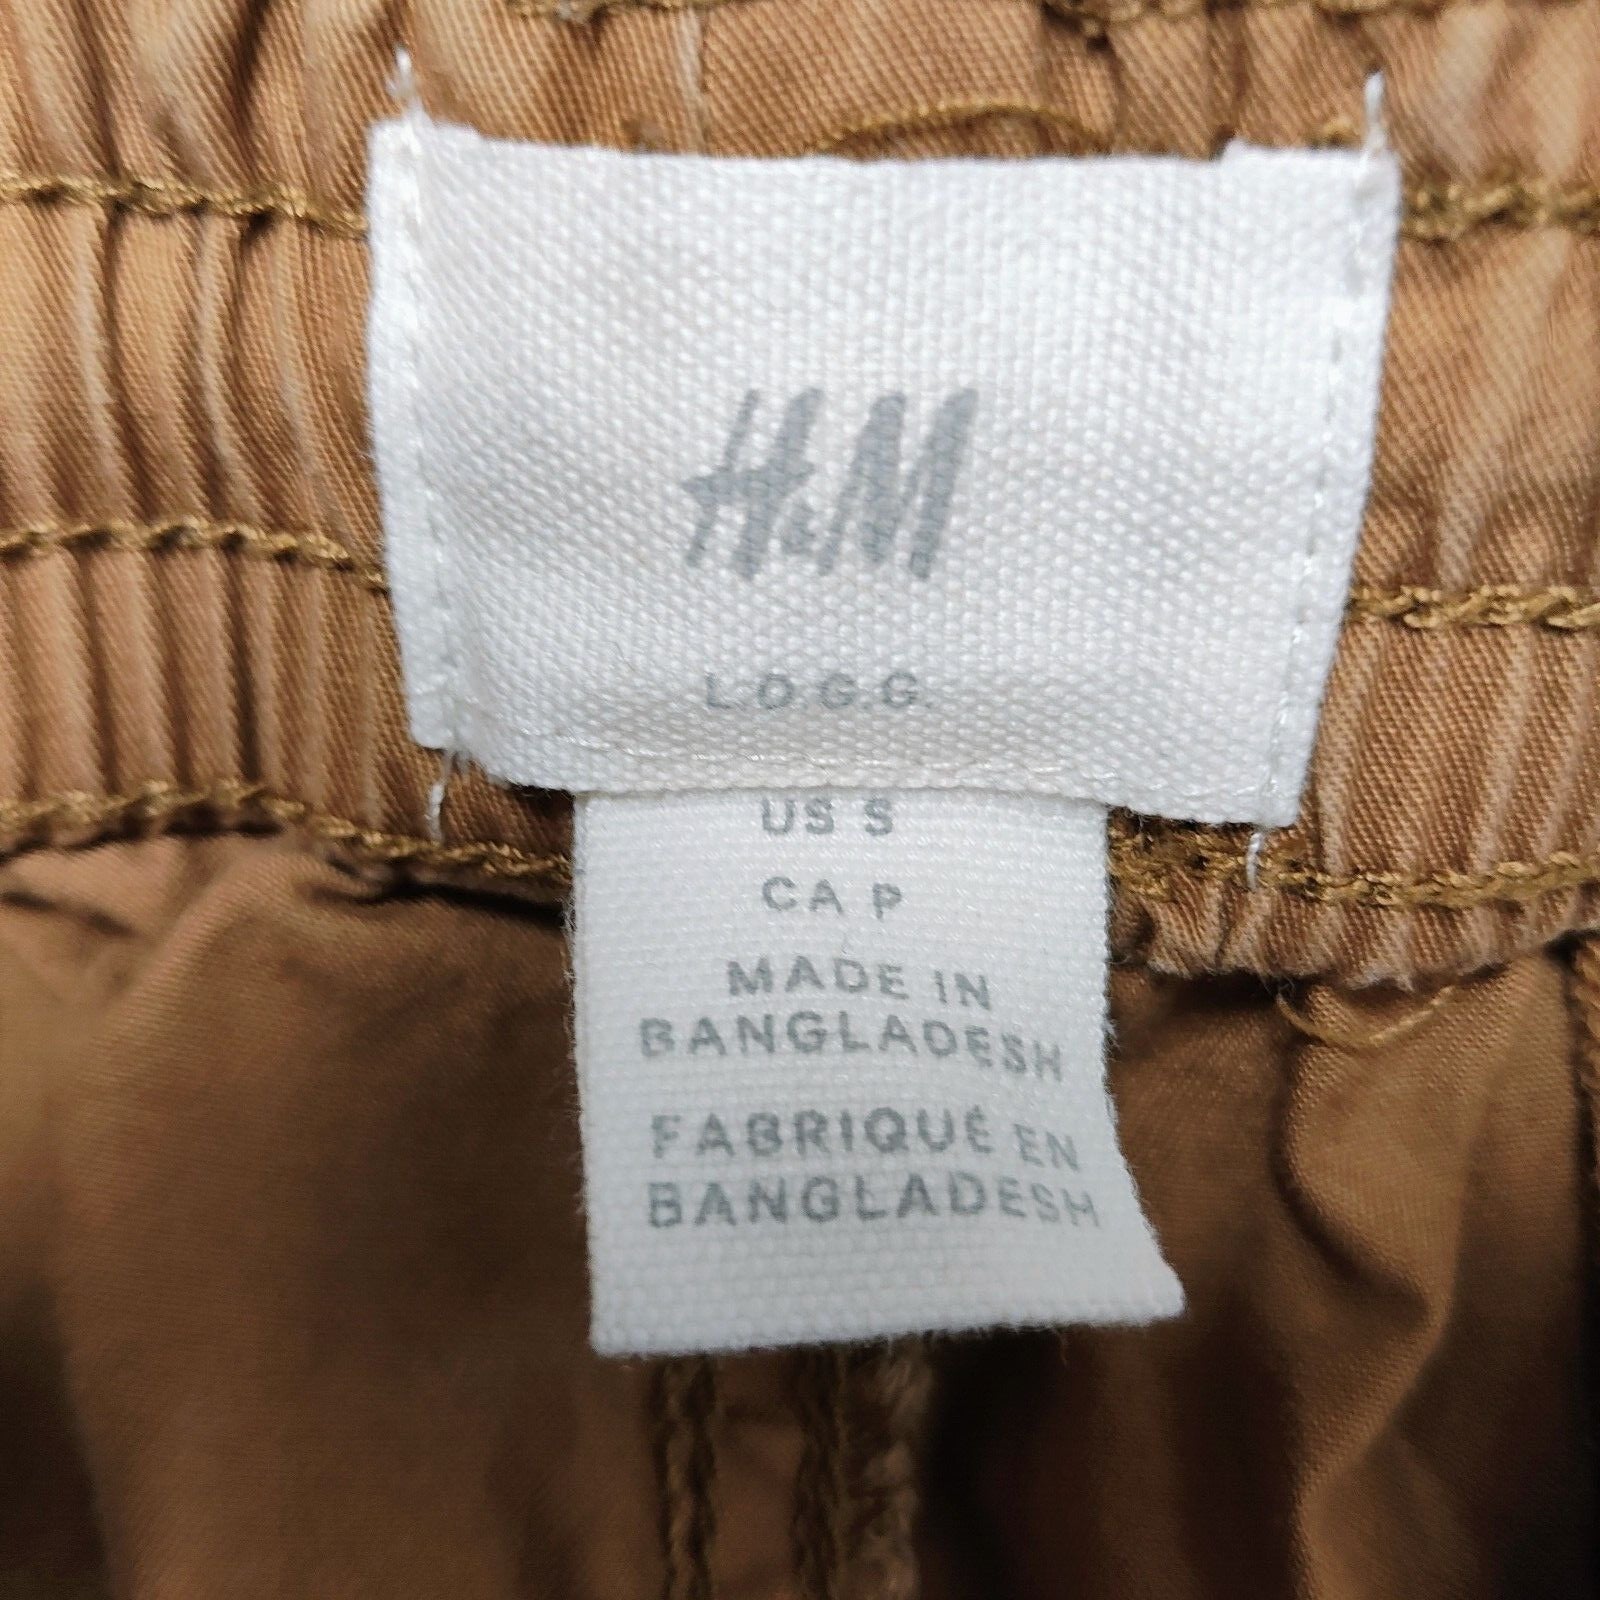 H&M
L.O.G.G.
US S
CA P
MADE IN
BANGLADESH
FABRIQUÉ EN
BANGLADESH